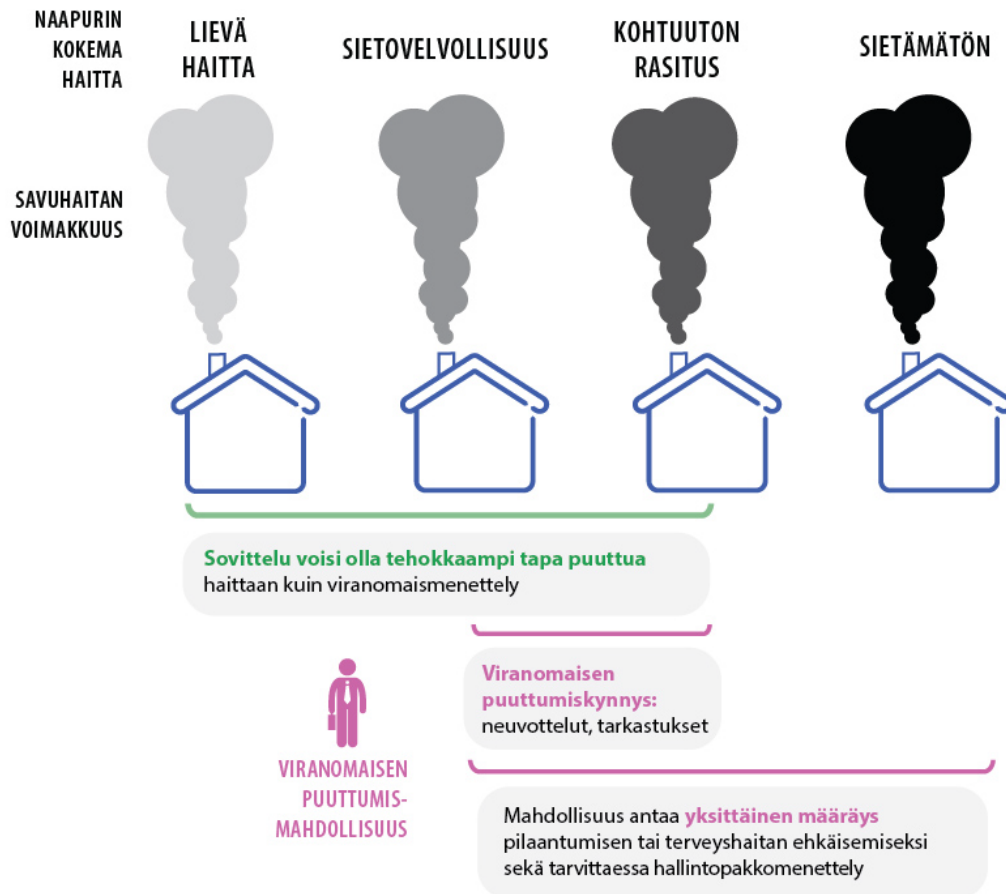 NAAPURIN
KOKEMA
HAITTA
LIEVÄ
HAITTA
SIETOVELVOLLISUUS
KOHTUUTON
RASITUS
SIETÄMÄTÖN
SAVUHAITAN
VOIMAKKUUS
Sovittelu voisi olla tehokkaampi tapa puuttua
haittaan kuin viranomaismenettely
Viranomaisen
puuttumiskynnys:
neuvottelut, tarkastukset
VIRANOMAISEN
PUUTTUMIS-
MAHDOLLISUUS
Mahdollisuus antaa yksittäinen määräys
pilaantumisen tai terveyshaitan ehkäisemiseksi
sekä tarvittaessa hallintopakkomenettely